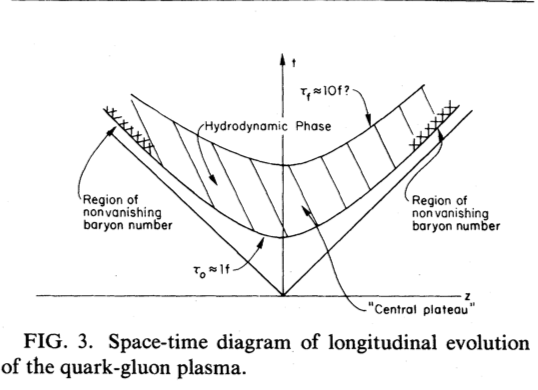 t
τf≈10f?
Hydrodynamic Phase
Region of
nonvanishing
baryon number
Region of
nonvanishing
baryon number
τo≈1f
z
"Central plateau"
FIG. 3. Space-time diagram of longitudinal evolution
of the quark-gluon plasma.